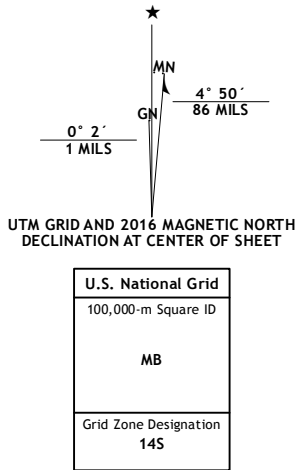 ★
MN
GN
4° 50´
86 MILS
0° 2´
1 MILS
UTM GRID AND 2016 MAGNETIC NORTH
DECLINATION AT CENTER OF SHEET
U.S. National Grid
100,000-m Square ID
MB
Grid Zone Designation
14S